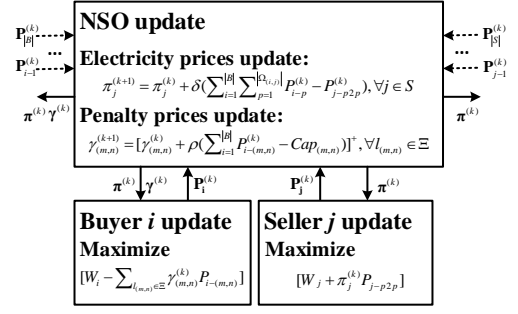 P_{|B|}^{(k)} NSO update P_{|S|}^{(k)}
... ...
P_{i-1}^{(k)} Electricity prices update: P_{j-1}^{(k)}
π_j^{(k+1)} = π_j^{(k)} + δ(∑_{i=1}^{|B|} ∑_{p=1}^{|Ω_{(i,j)}|} P_{i-p}^{(k)} − P_{j-p2p}^{(k)}), ∀j ∈ S
π^{(k)} γ^{(k)} Penalty prices update: π^{(k)}
γ_{(m,n)}^{(k+1)} = [γ_{(m,n)}^{(k)} + ρ(∑_{i=1}^{|B|} P_{i-(m,n)}^{(k)} − Cap_{(m,n)})]^+, ∀l_{(m,n)} ∈ Ξ
π^{(k)} γ^{(k)} P_i^{(k)} P_j^{(k)} π^{(k)}
Buyer i update
Maximize
[W_i − ∑_{l_{(m,n)}∈Ξ} γ_{(m,n)}^{(k)} P_{i-(m,n)}]
Seller j update
Maximize
[W_j + π_j^{(k)} P_{j-p2p}]